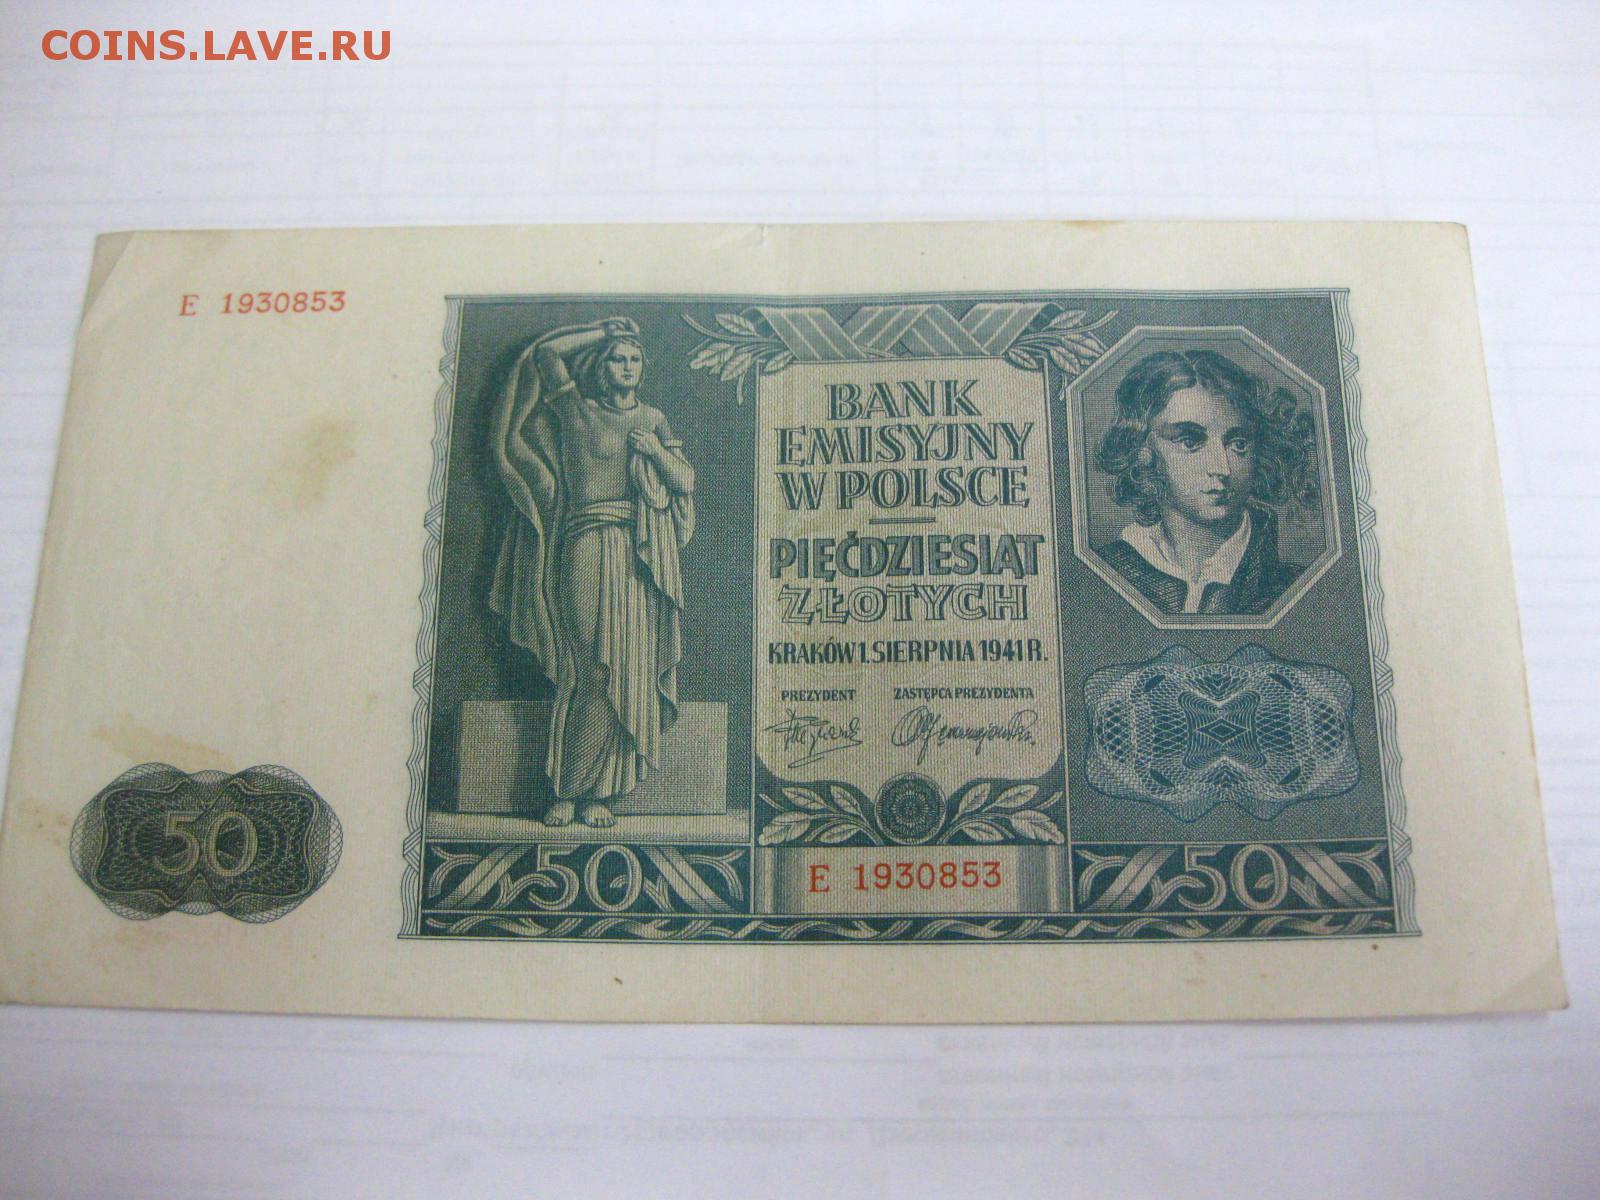 COINS.LAVE.RU
E 1930853
BANK
EMISYJNY
W POLSCE
PIĘĆDZIESIĄT
ZŁOTYCH
KRAKÓW 1. SIERPNIA 1941 R.
PREZYDENT ZASTĘPCA PREZYDENTA
50
50 E 1930853 50